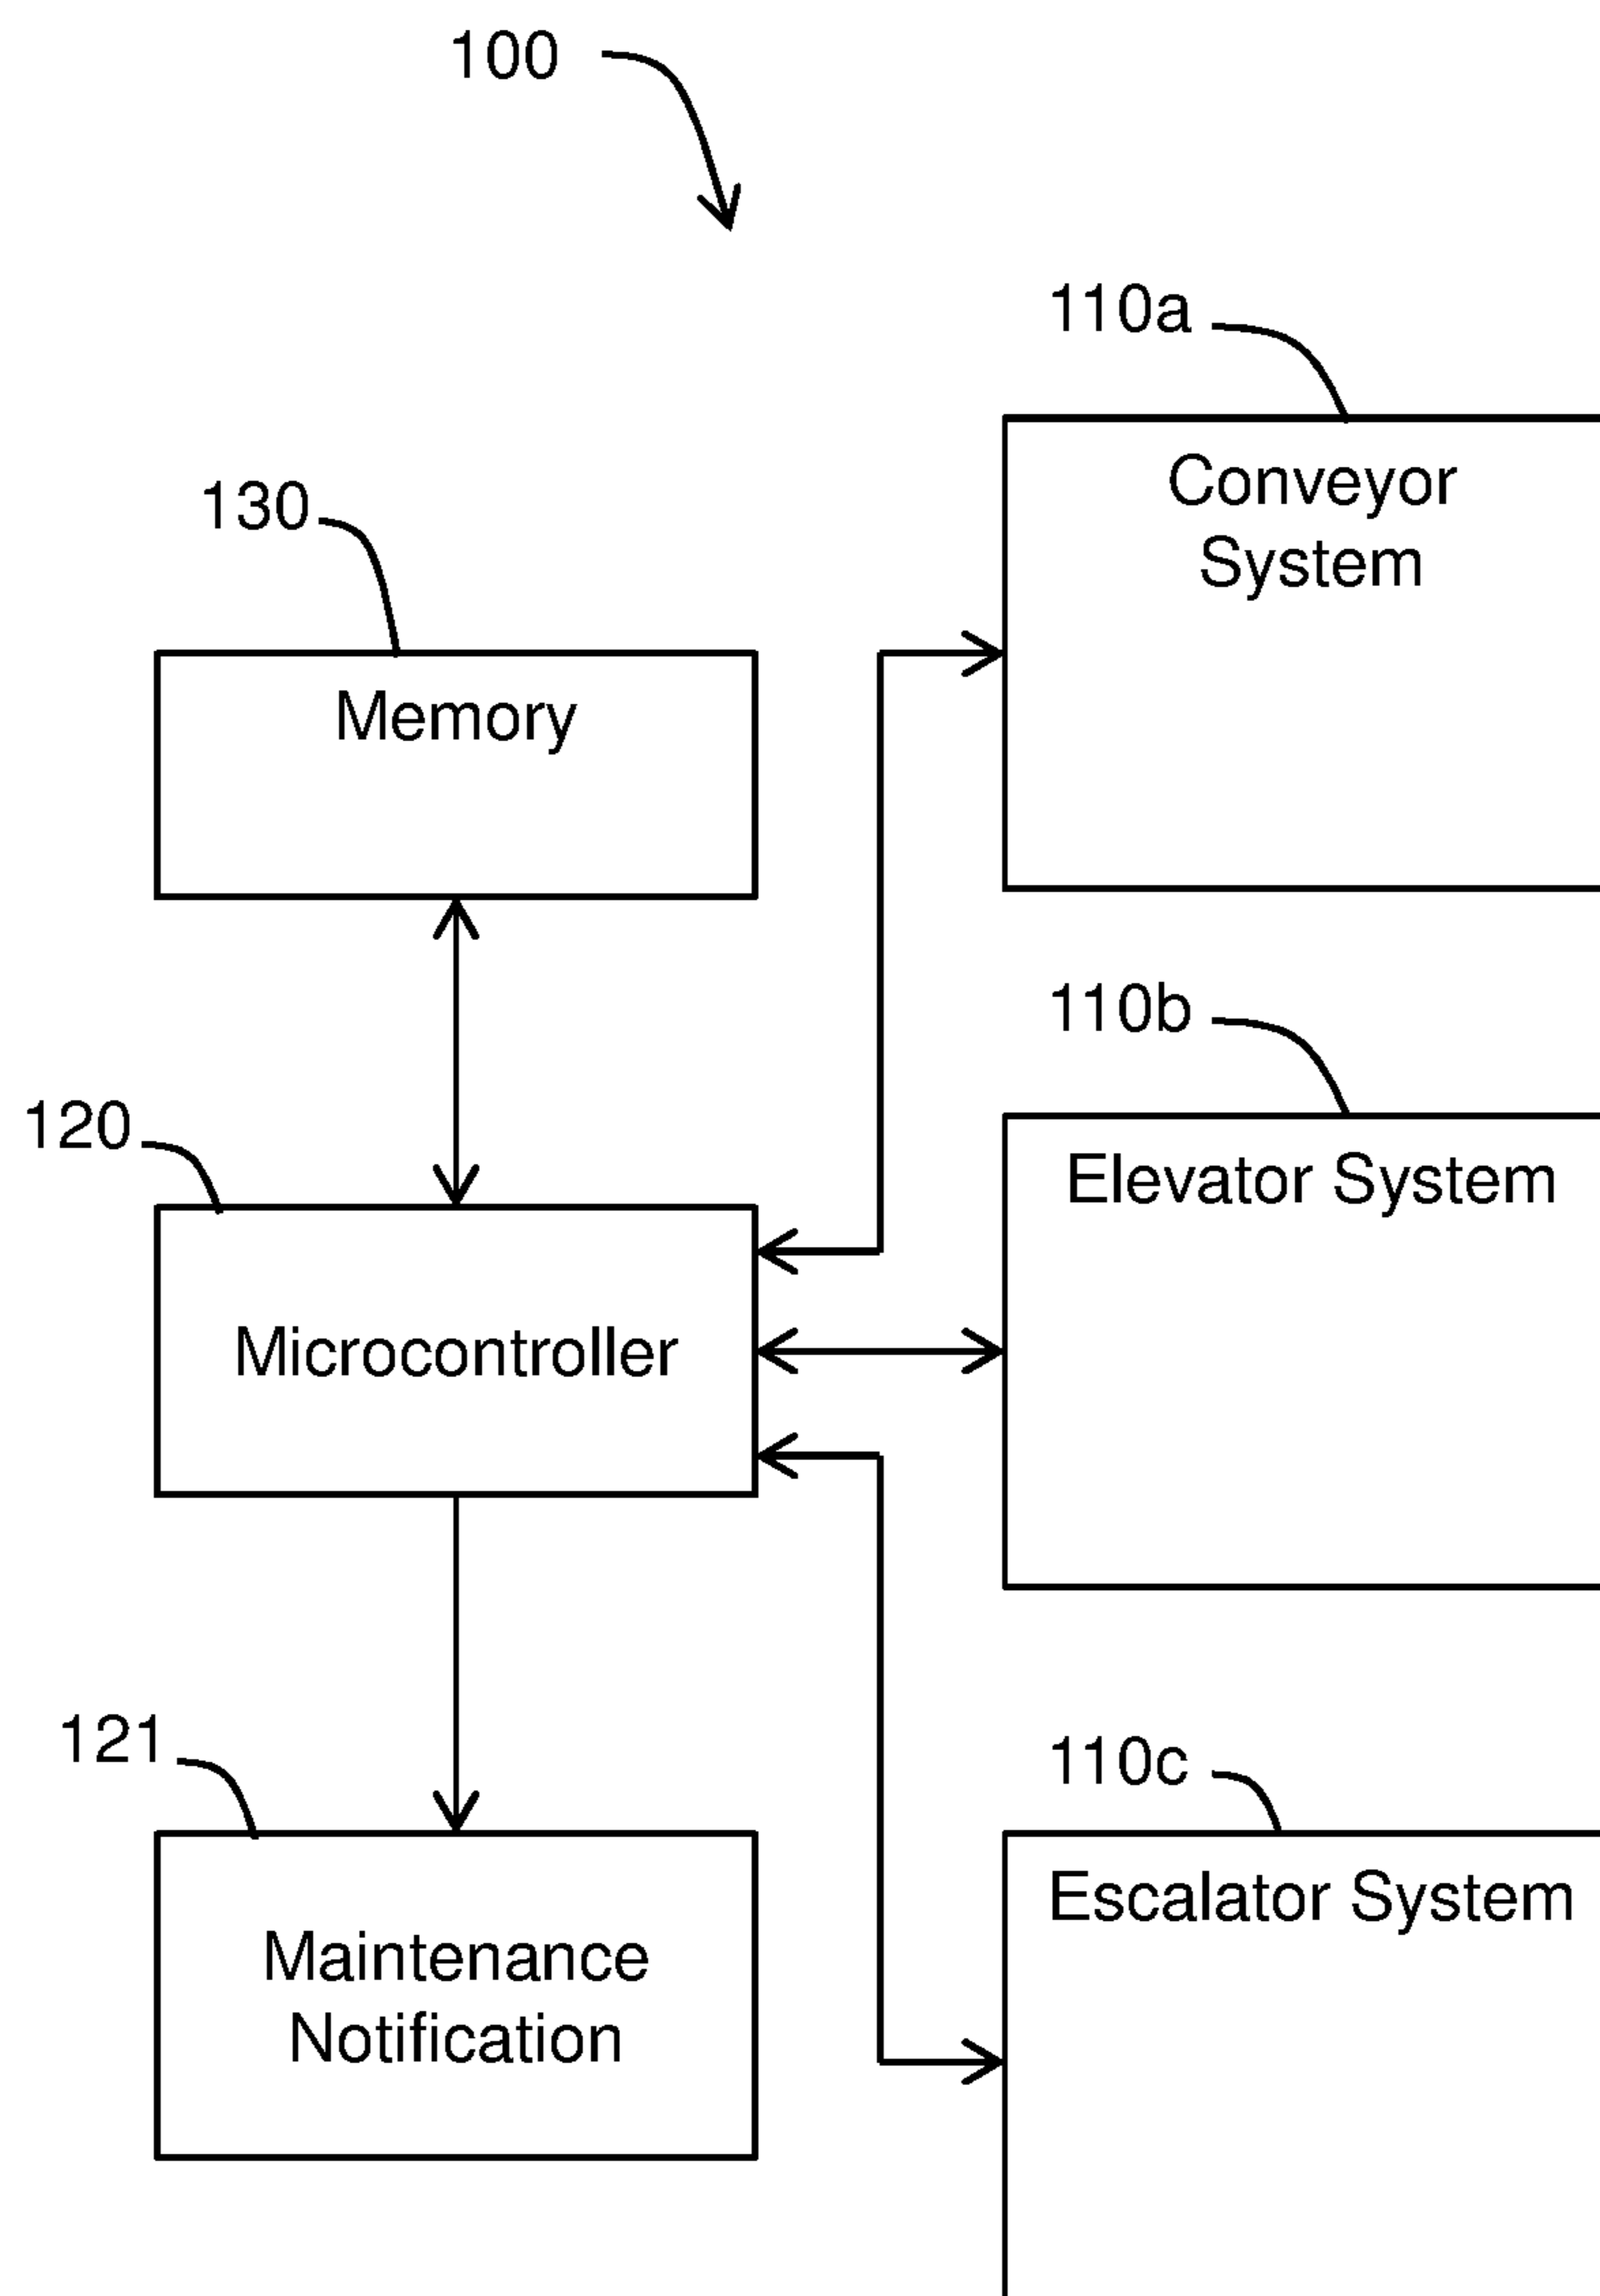 100
110a
Conveyor
System
130
Memory
110b
120
Elevator System
Microcontroller
121
110c
Escalator System
Maintenance
Notification